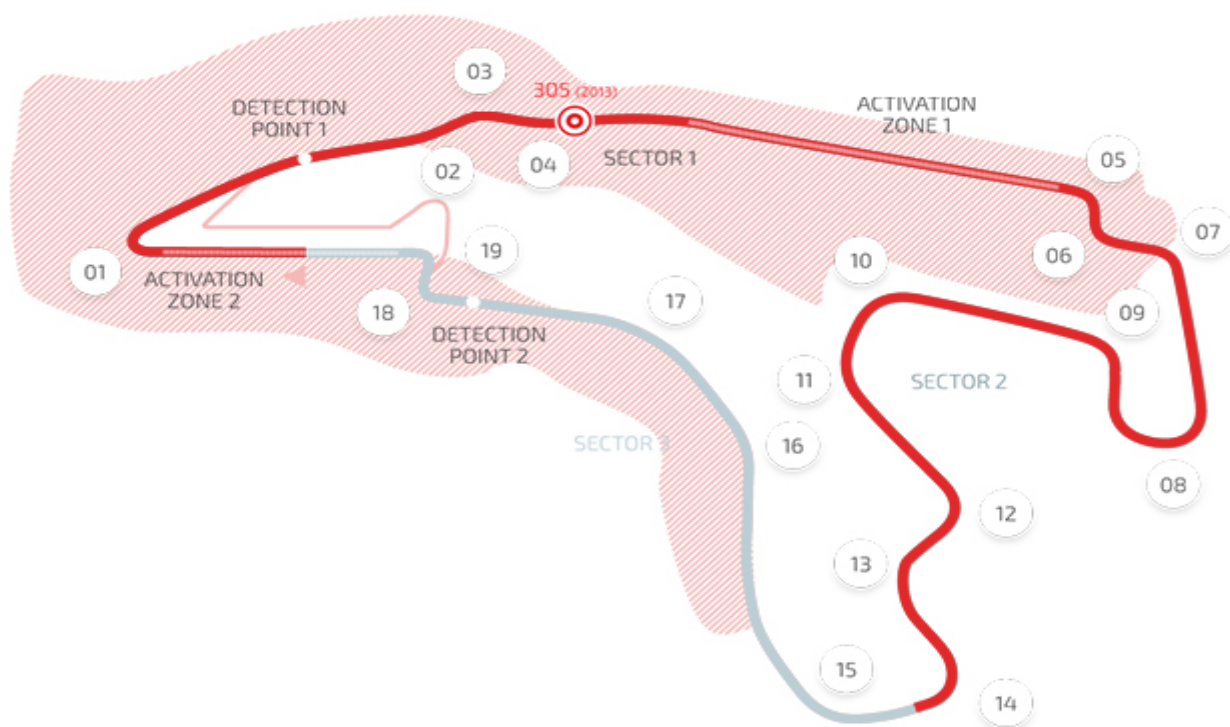 03
305 (2013)
DETECTION
POINT 1
ACTIVATION
ZONE 1
02
04
SECTOR 1
05
01
ACTIVATION
ZONE 2
19
18
DETECTION
POINT 2
17
10
06
07
09
11
SECTOR 2
SECTOR 3
16
08
12
13
15
14